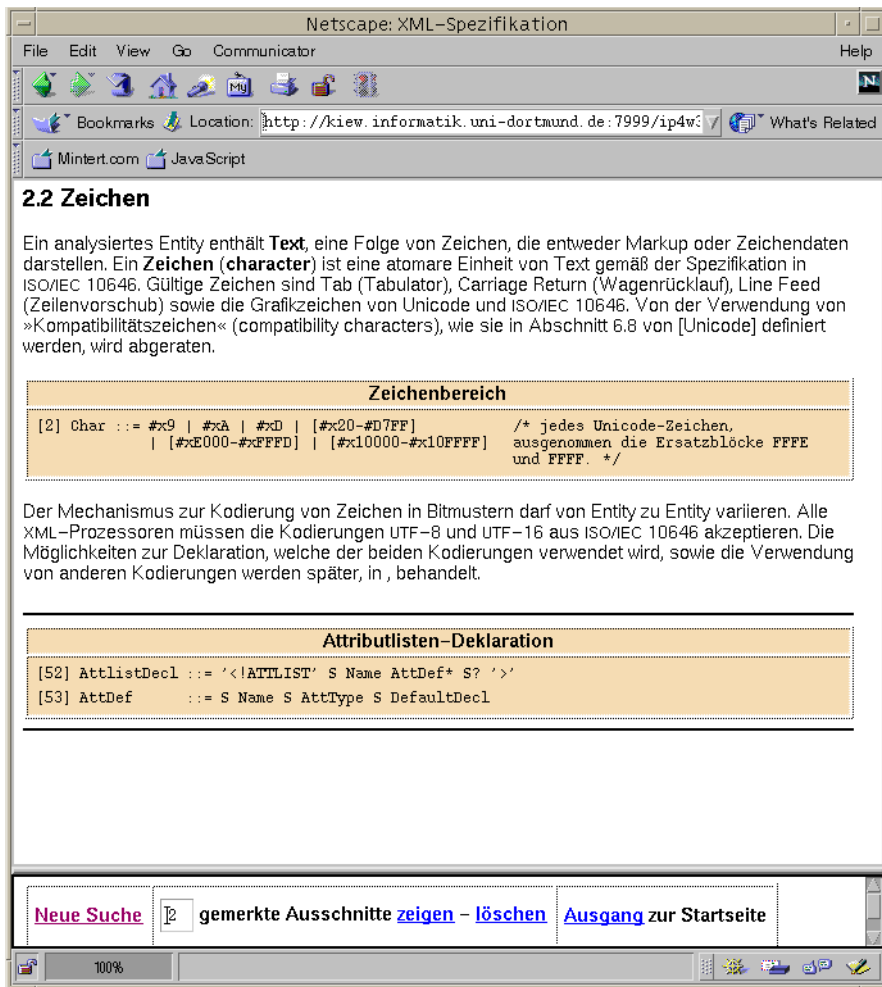 Netscape: XML-Spezifikation
File Edit View Go Communicator Help
My N
Bookmarks Location: http://kiew.informatik.uni-dortmund.de:7999/ip4w3 What's Related
Mintert.com JavaScript
2.2 Zeichen
Ein analysiertes Entity enthält Text, eine Folge von Zeichen, die entweder Markup oder Zeichendaten
darstellen. Ein Zeichen (character) ist eine atomare Einheit von Text gemäß der Spezifikation in
ISO/IEC 10646. Gültige Zeichen sind Tab (Tabulator), Carriage Return (Wagenrücklauf), Line Feed
(Zeilenvorschub) sowie die Grafikzeichen von Unicode und ISO/IEC 10646. Von der Verwendung von
»Kompatibilitätszeichen« (compatibility characters), wie sie in Abschnitt 6.8 von [Unicode] definiert
werden, wird abgeraten.
Zeichenbereich
[2] Char ::= #x9 | #xA | #xD | [#x20-#D7FF] /* jedes Unicode-Zeichen,
| [#xE000-#xFFFD] | [#x10000-#x10FFFF] ausgenommen die Ersatzblöcke FFFE
und FFFF. */
Der Mechanismus zur Kodierung von Zeichen in Bitmustern darf von Entity zu Entity variieren. Alle
XML-Prozessoren müssen die Kodierungen UTF-8 und UTF-16 aus ISO/IEC 10646 akzeptieren. Die
Möglichkeiten zur Deklaration, welche der beiden Kodierungen verwendet wird, sowie die Verwendung
von anderen Kodierungen werden später, in , behandelt.
Attributlisten-Deklaration
[52] AttlistDecl ::= '<!ATTLIST' S Name AttDef* S? '>'
[53] AttDef ::= S Name S AttType S DefaultDecl
Neue Suche 2 gemerkte Ausschnitte zeigen - löschen Ausgang zur Startseite
100%